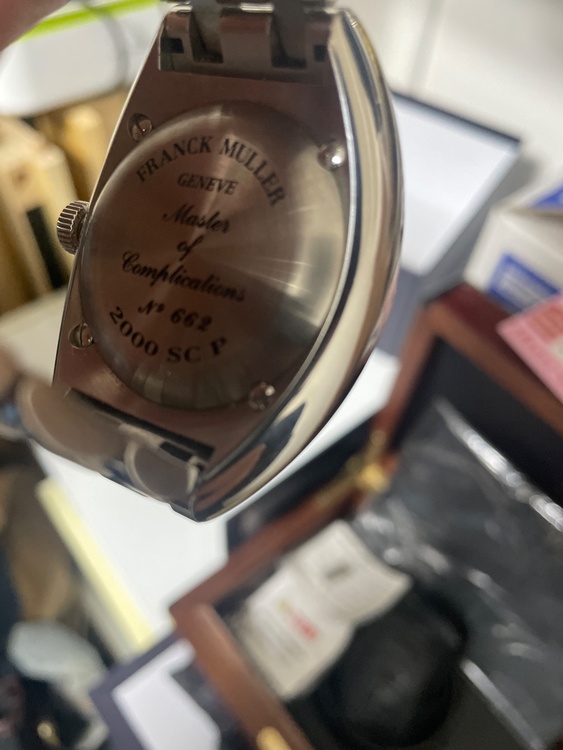 FRANCK MULLER
GENEVE
Master
of
Complications
Nº 662
2000 SC F